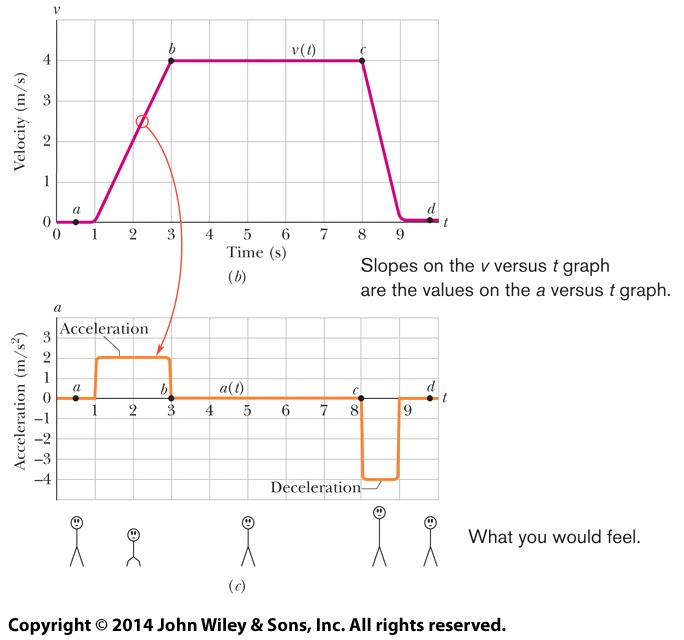 v
b
v(t)
c
4
3
2
1
0
Velocity (m/s)
a
d
t
0 1 2 3 4 5 6 7 8 9
Time (s)
(b)
Slopes on the v versus t graph
are the values on the a versus t graph.
a
Acceleration
3
2
1
0
−1
−2
−3
−4
Acceleration (m/s²)
a
b
a(t)
c
d
t
1 2 3 4 5 6 7 8 9
Deceleration
What you would feel.
(c)
Copyright © 2014 John Wiley & Sons, Inc. All rights reserved.